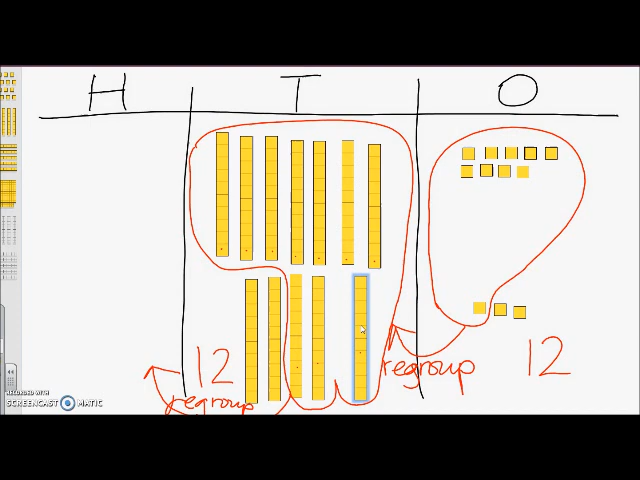 H T O
regroup 12
12
regroup
RECORDED WITH
SCREENCAST MATIC